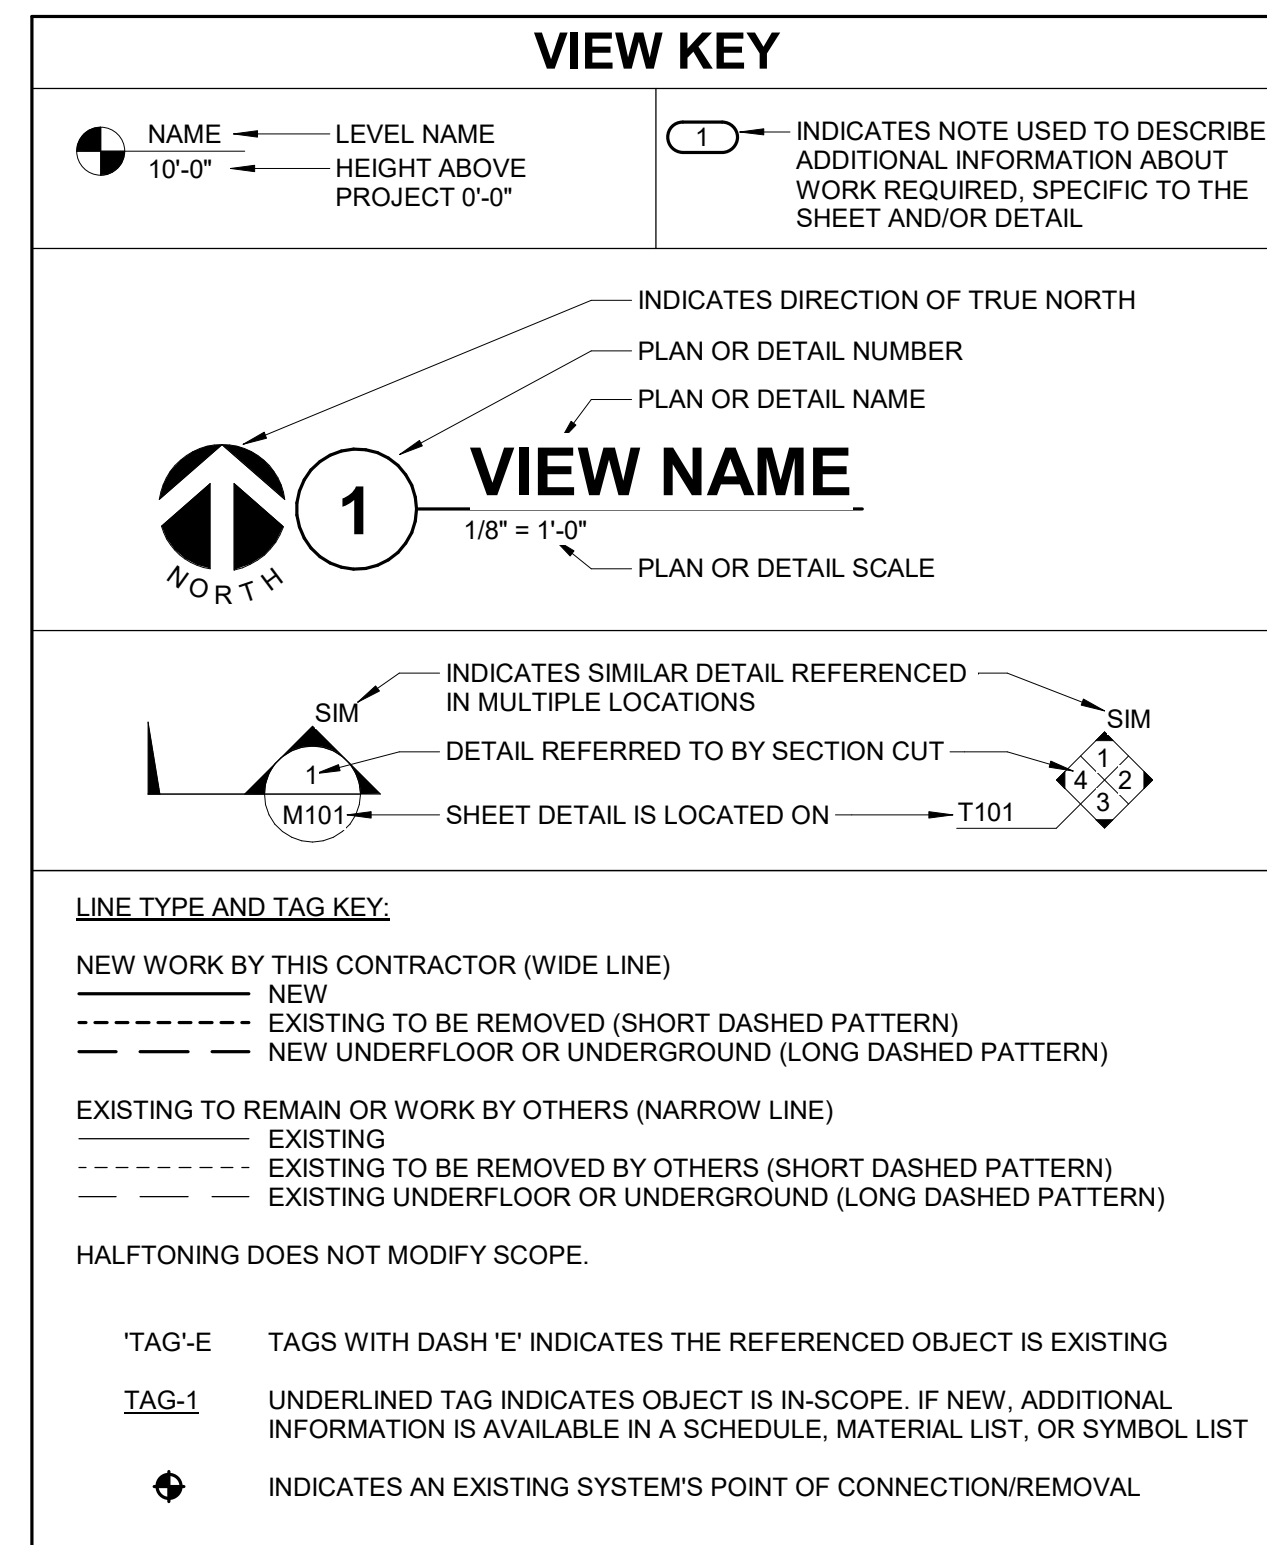 VIEW KEY
NAME
10'-0"
LEVEL NAME
HEIGHT ABOVE
PROJECT 0'-0"
1
INDICATES NOTE USED TO DESCRIBE
ADDITIONAL INFORMATION ABOUT
WORK REQUIRED, SPECIFIC TO THE
SHEET AND/OR DETAIL
INDICATES DIRECTION OF TRUE NORTH
PLAN OR DETAIL NUMBER
PLAN OR DETAIL NAME
NORTH
1
VIEW NAME
1/8" = 1'-0"
PLAN OR DETAIL SCALE
SIM
1
M101
INDICATES SIMILAR DETAIL REFERENCED
IN MULTIPLE LOCATIONS
DETAIL REFERRED TO BY SECTION CUT
SHEET DETAIL IS LOCATED ON
SIM
1
4 2
3
T101
LINE TYPE AND TAG KEY:
NEW WORK BY THIS CONTRACTOR (WIDE LINE)
NEW
EXISTING TO BE REMOVED (SHORT DASHED PATTERN)
NEW UNDERFLOOR OR UNDERGROUND (LONG DASHED PATTERN)
EXISTING TO REMAIN OR WORK BY OTHERS (NARROW LINE)
EXISTING
EXISTING TO BE REMOVED BY OTHERS (SHORT DASHED PATTERN)
EXISTING UNDERFLOOR OR UNDERGROUND (LONG DASHED PATTERN)
HALFTONING DOES NOT MODIFY SCOPE.
'TAG'-E TAGS WITH DASH 'E' INDICATES THE REFERENCED OBJECT IS EXISTING
TAG-1 UNDERLINED TAG INDICATES OBJECT IS IN-SCOPE. IF NEW, ADDITIONAL
INFORMATION IS AVAILABLE IN A SCHEDULE, MATERIAL LIST, OR SYMBOL LIST
INDICATES AN EXISTING SYSTEM'S POINT OF CONNECTION/REMOVAL